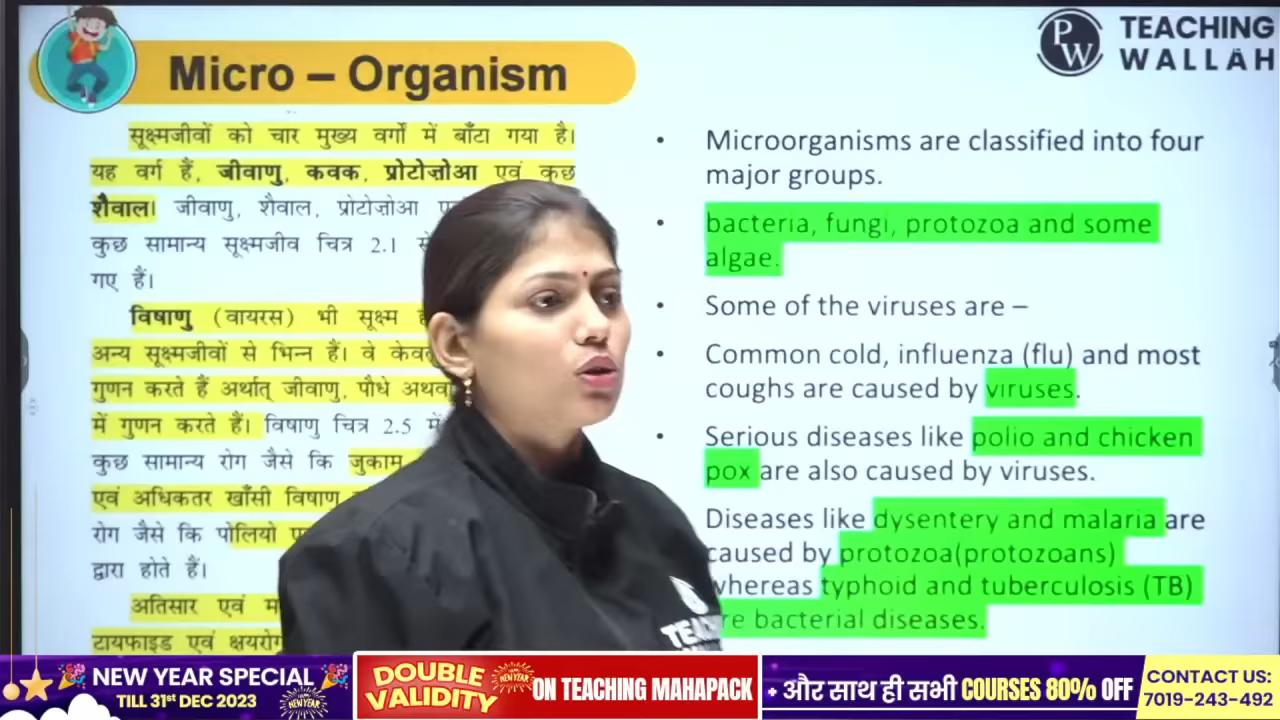 Micro – Organism
PW
TEACHING
WALLAH
सूक्ष्मजीवों को चार मुख्य वर्गों में बाँटा गया है।
यह वर्ग हैं, जीवाणु, कवक, प्रोटोज़ोआ एवं कुछ
शैवाल। जीवाणु, शैवाल, प्रोटोज़ोआ
कुछ सामान्य सूक्ष्मजीव चित्र 2.1
गए हैं।
विषाणु (वायरस) भी सूक्ष्म
अन्य सूक्ष्मजीवों से भिन्न हैं। वे
गुणन करते हैं अर्थात् जीवाणु, पौधे
में गुणन करते हैं। विषाणु चित्र 2.5 में
कुछ सामान्य रोग जैसे कि जुकाम
एवं अधिकतर खाँसी विषाणु
रोग जैसे कि पोलियो
द्वारा होते हैं।
अतिसार एवं
टायफाइड एवं
• Microorganisms are classified into four
major groups.
• bacteria, fungi, protozoa and some
algae.
• Some of the viruses are –
• Common cold, influenza (flu) and most
coughs are caused by viruses.
• Serious diseases like polio and chicken
pox are also caused by viruses.
Diseases like dysentery and malaria are
caused by protozoa(protozoans)
whereas typhoid and tuberculosis (TB)
bacterial diseases.
NEW YEAR SPECIAL
TILL 31st DEC 2023
DOUBLE
VALIDITY
NEW YEAR
ON TEACHING MAHAPACK
+ और साथ ही सभी COURSES 80% OFF
CONTACT US:
7019-243-492